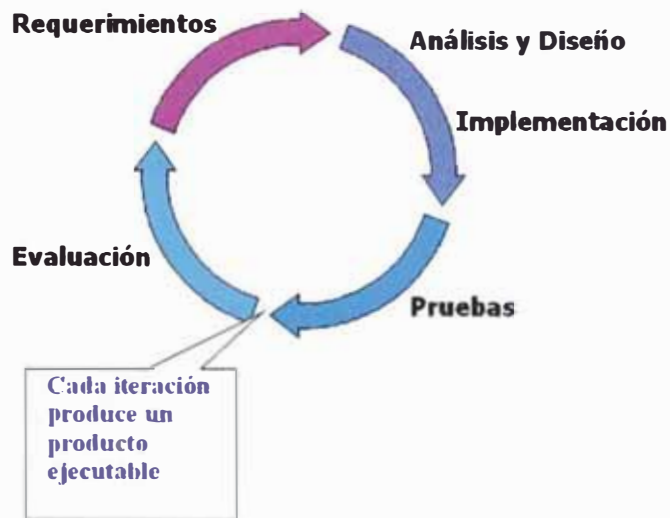 Requerimientos
Análisis y Diseño
Implementación
Evaluación
Pruebas
Cada iteración
produce un
producto
ejecutable